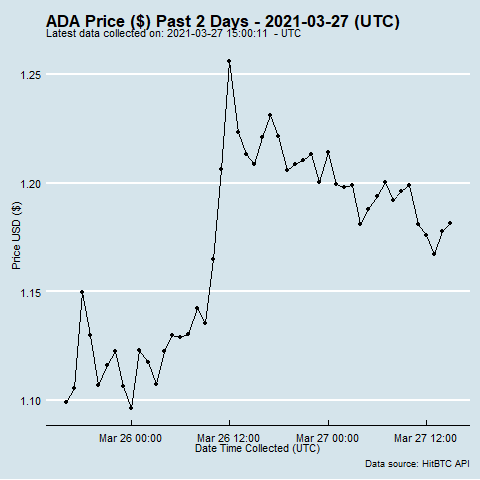 ADA Price ($) Past 2 Days - 2021-03-27 (UTC)
Latest data collected on: 2021-03-27 15:00:11  - UTC
1.25
1.20
1.15
1.10
Price USD ($)
Mar 26 00:00 Mar 26 12:00 Mar 27 00:00 Mar 27 12:00
Date Time Collected (UTC)
Data source: HitBTC API